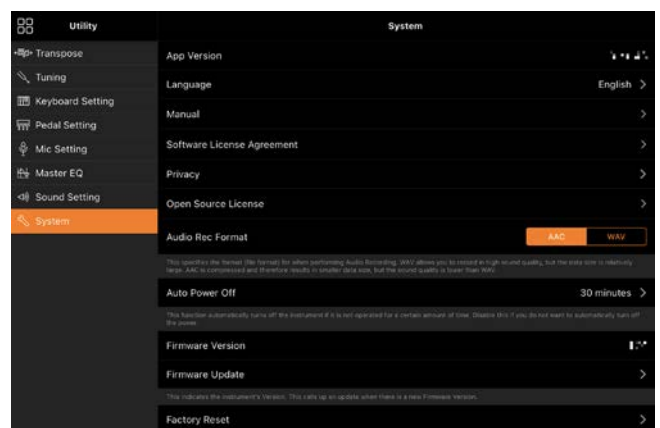 Utility
System
Transpose
Tuning
Keyboard Setting
Pedal Setting
Mic Setting
Master EQ
Sound Setting
System
App Version
Language English
Manual
Software License Agreement
Privacy
Open Source License
Audio Rec Format AAC WAV
This specifies the format (file format) for when performing Audio Recording. WAV allows you to record in high sound quality, but the data size is relatively
large. AAC is compressed and therefore results in smaller data size, but the sound quality is lower than WAV.
Auto Power Off 30 minutes
This function automatically turns off the instrument if it is not operated for a certain amount of time. Disable this if you do not want to automatically turn off
the power.
Firmware Version
Firmware Update
This indicates the instrument's Version. This calls up an update when there is a new Firmware Version.
Factory Reset